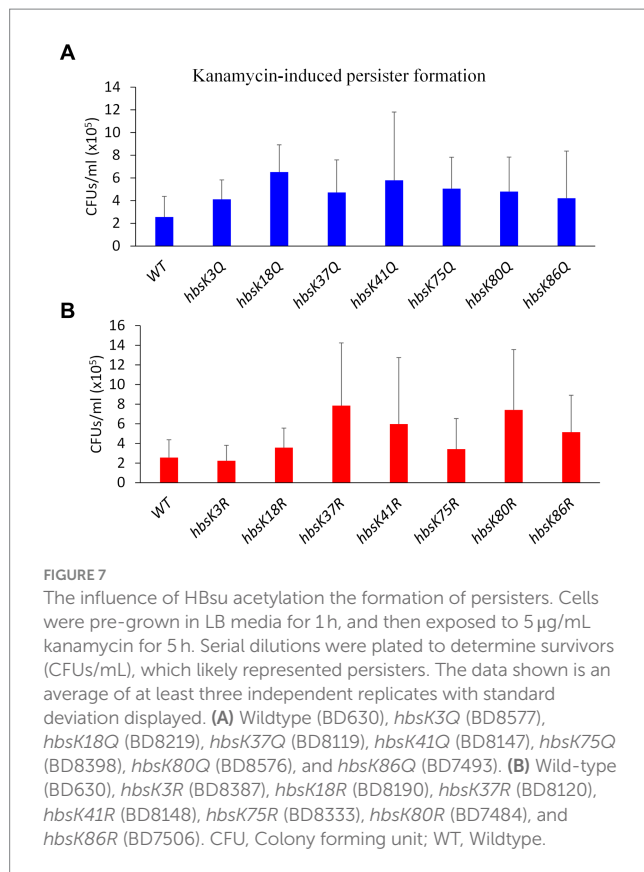 A
Kanamycin-induced persister formation
CFUs/ml (x10⁵)
14
12
10
8
6
4
2
0
WT
hbsK3Q
hbsk18Q
hbsK37Q
hbsK41Q
hbsK75Q
hbsK80Q
hbsK86Q
B
CFUs/ml (x10⁵)
16
14
12
10
8
6
4
2
0
WT
hbsK3R
hbsK18R
hbsK37R
hbsK41R
hbsK75R
hbsK80R
hbsK86R
FIGURE 7
The influence of HBsu acetylation the formation of persisters. Cells
were pre-grown in LB media for 1 h, and then exposed to 5 μg/mL
kanamycin for 5 h. Serial dilutions were plated to determine survivors
(CFUs/mL), which likely represented persisters. The data shown is an
average of at least three independent replicates with standard
deviation displayed. (A) Wildtype (BD630), hbsK3Q (BD8577),
hbsK18Q (BD8219), hbsK37Q (BD8119), hbsK41Q (BD8147), hbsK75Q
(BD8398), hbsK80Q (BD8576), and hbsK86Q (BD7493). (B) Wild-type
(BD630), hbsK3R (BD8387), hbsK18R (BD8190), hbsK37R (BD8120),
hbsK41R (BD8148), hbsK75R (BD8333), hbsK80R (BD7484), and
hbsK86R (BD7506). CFU, Colony forming unit; WT, Wildtype.